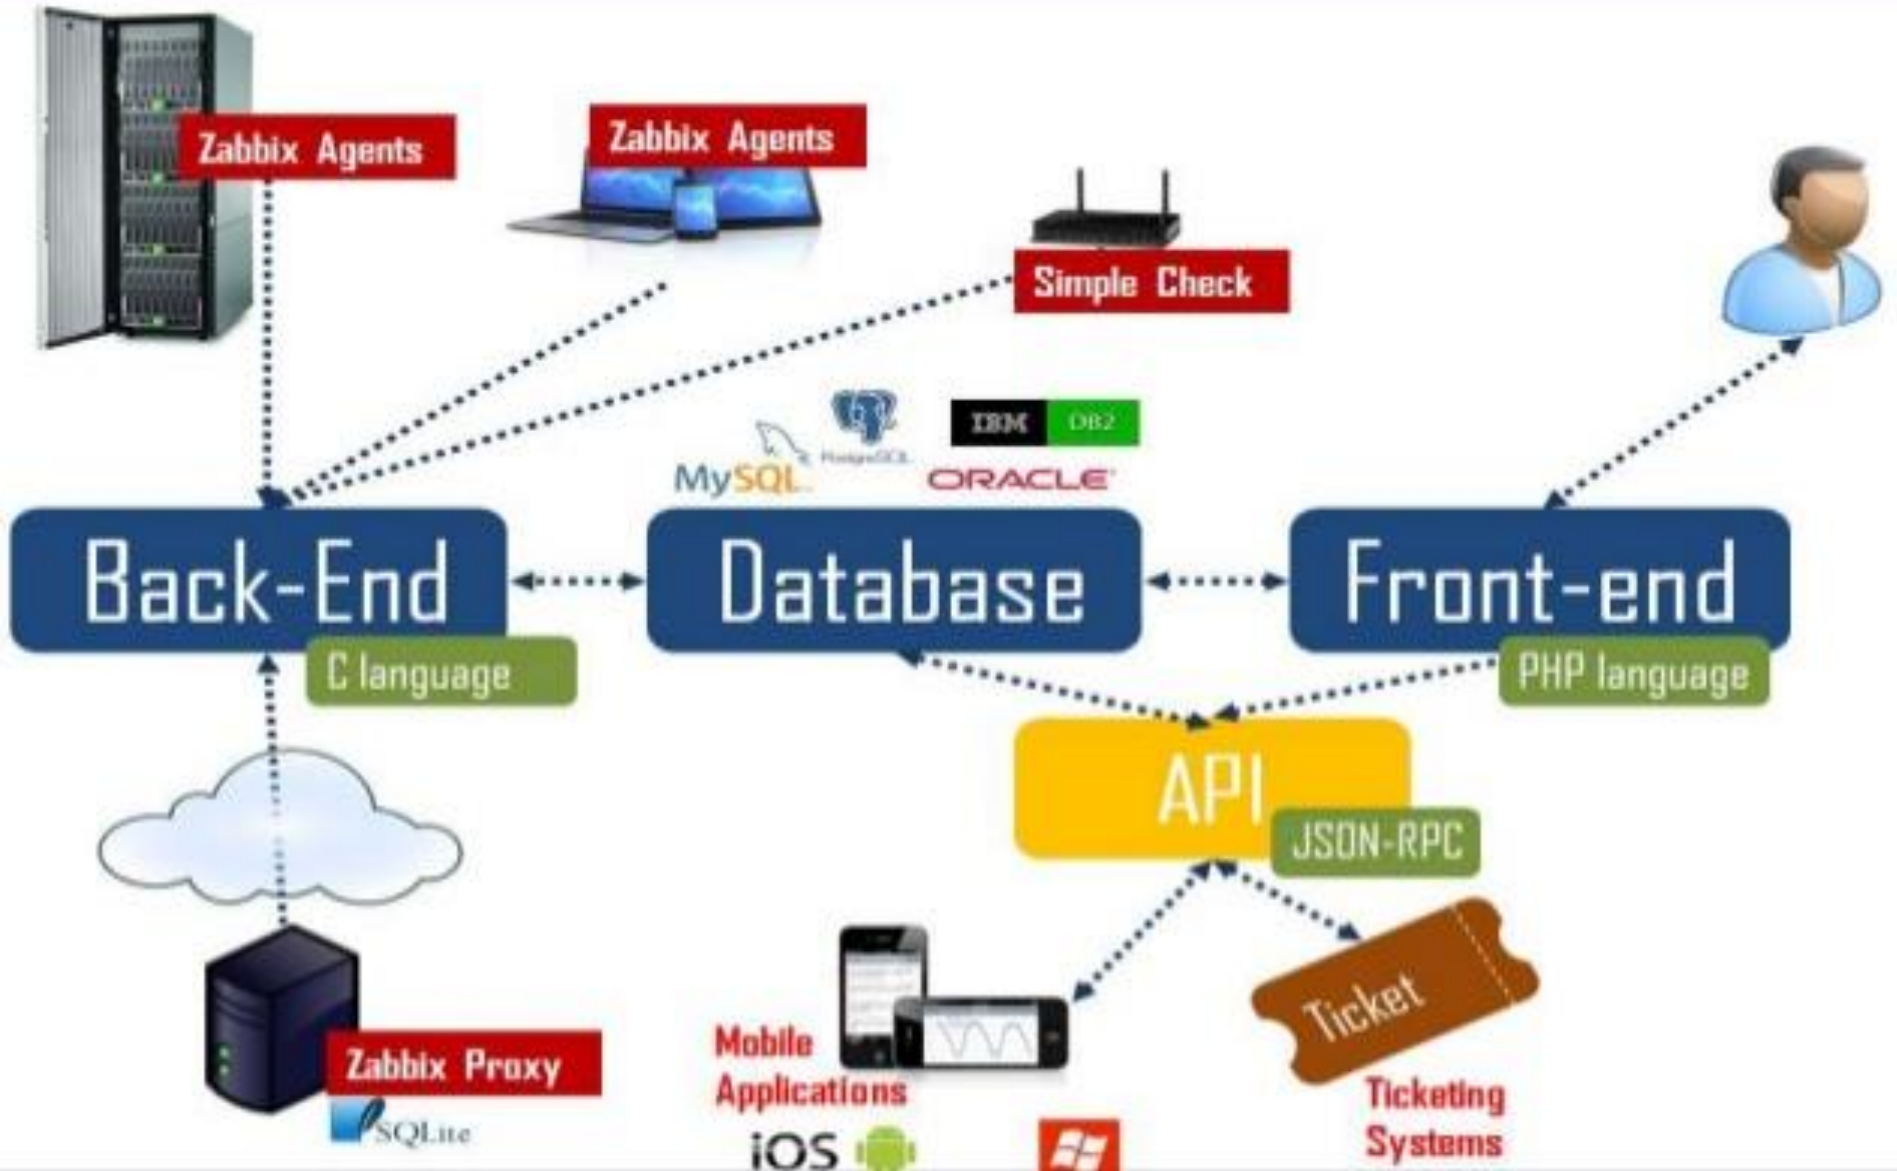 Zabbix Agents
Zabbix Agents
Simple Check
MySQL
PostgreSQL
IBM DB2
ORACLE
Back-End
Database
Front-end
C language
PHP language
API
JSON-RPC
Ticket
Zabbix Proxy
SQLite
Mobile
Applications
iOS
Ticketing
Systems